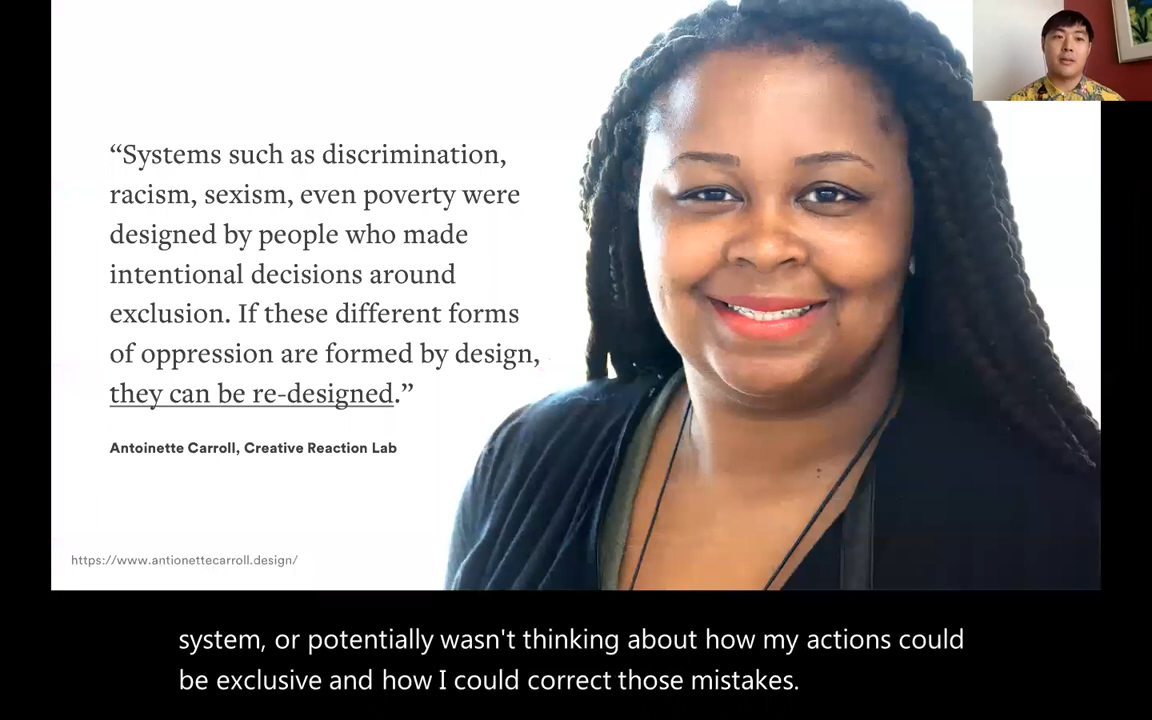 “Systems such as discrimination,
racism, sexism, even poverty were
designed by people who made
intentional decisions around
exclusion. If these different forms
of oppression are formed by design,
they can be re-designed.”
Antoinette Carroll, Creative Reaction Lab
https://www.antionettecarroll.design/
system, or potentially wasn't thinking about how my actions could
be exclusive and how I could correct those mistakes.